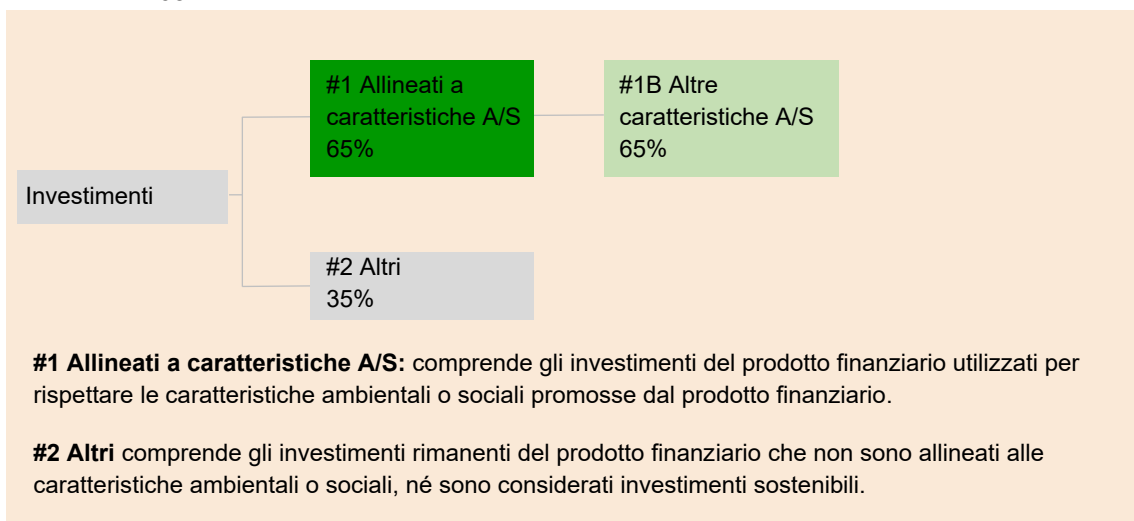 #1 Allineati a
caratteristiche A/S
65%
#1B Altre
caratteristiche A/S
65%
Investimenti
#2 Altri
35%
#1 Allineati a caratteristiche A/S: comprende gli investimenti del prodotto finanziario utilizzati per
rispettare le caratteristiche ambientali o sociali promosse dal prodotto finanziario.
#2 Altri comprende gli investimenti rimanenti del prodotto finanziario che non sono allineati alle
caratteristiche ambientali o sociali, né sono considerati investimenti sostenibili.